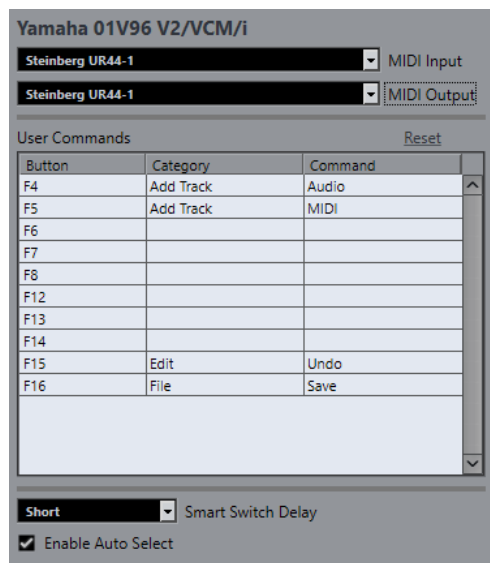 Yamaha 01V96 V2/VCM/i
Steinberg UR44-1 MIDI Input
Steinberg UR44-1 MIDI Output
User Commands Reset
Button Category Command
F4 Add Track Audio
F5 Add Track MIDI
F6
F7
F8
F12
F13
F14
F15 Edit Undo
F16 File Save
Short Smart Switch Delay
Enable Auto Select